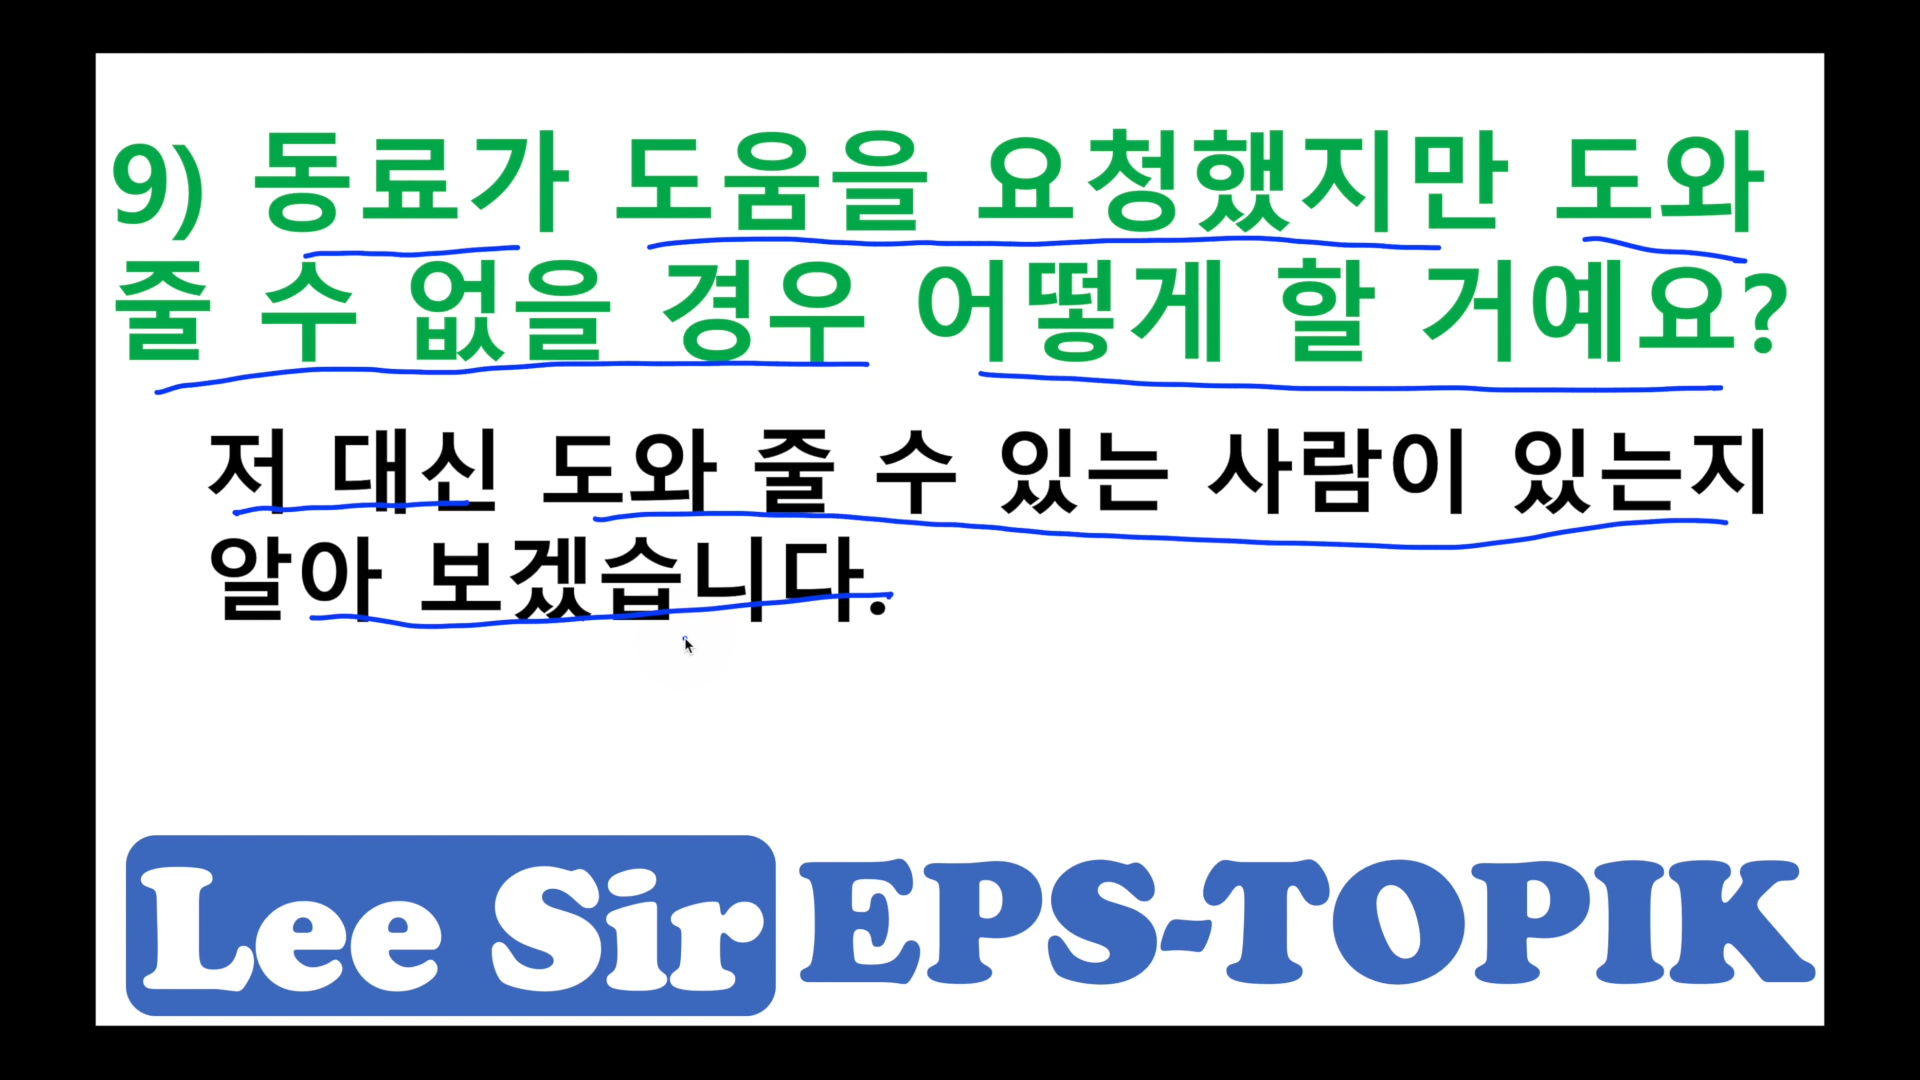 9) 동료가 도움을 요청했지만 도와
줄 수 없을 경우 어떻게 할 거예요?
저 대신 도와 줄 수 있는 사람이 있는지
알아 보겠습니다.
Lee Sir EPS-TOPIK